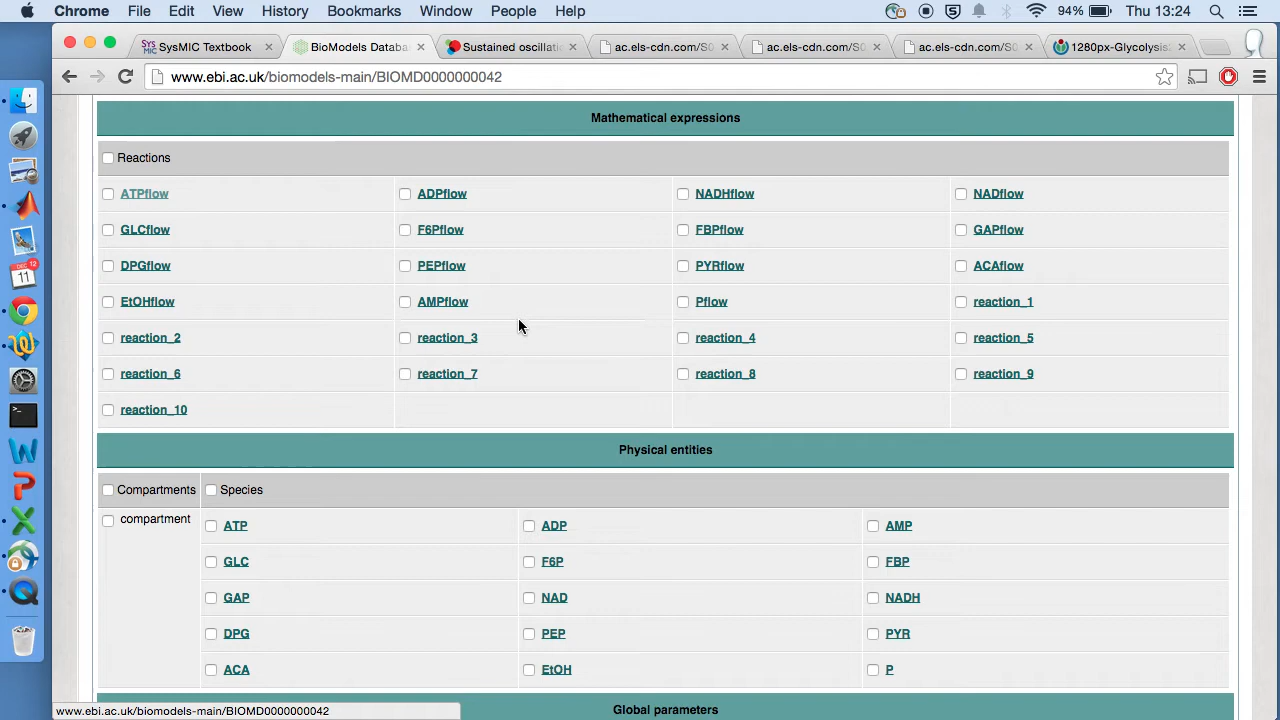 Chrome File Edit View History Bookmarks Window People Help 94% Thu 13:24
SysMIC Textbook BioModels Databa Sustained oscillati ac.els-cdn.com/S0 ac.els-cdn.com/S0 ac.els-cdn.com/S0 1280px-Glycolysis
www.ebi.ac.uk/biomodels-main/BIOMD0000000042
Mathematical expressions
Reactions
ATPflow ADPflow NADHflow NADflow
GLCflow F6Pflow FBPflow GAPflow
DPGflow PEPflow PYRflow ACAflow
EtOHflow AMPflow Pflow reaction_1
reaction_2 reaction_3 reaction_4 reaction_5
reaction_6 reaction_7 reaction_8 reaction_9
reaction_10
Physical entities
Compartments Species
compartment ATP ADP AMP
GLC F6P FBP
GAP NAD NADH
DPG PEP PYR
ACA EtOH P
Global parameters
www.ebi.ac.uk/biomodels-main/BIOMD0000000042